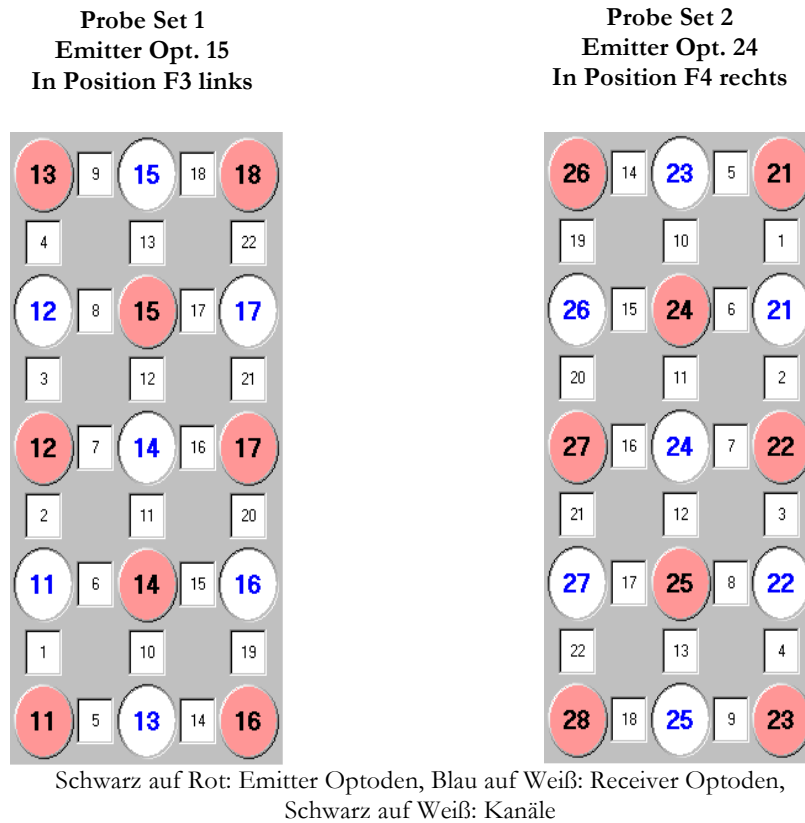 Probe Set 1
Emitter Opt. 15
In Position F3 links
Probe Set 2
Emitter Opt. 24
In Position F4 rechts
13 9 15 18 18
4 13 22
12 8 15 17 17
3 12 21
12 7 14 16 17
2 11 20
11 6 14 15 16
1 10 19
11 5 13 14 16
26 14 23 5 21
19 10 1
26 15 24 6 21
20 11 2
27 16 24 7 22
21 12 3
27 17 25 8 22
22 13 4
28 18 25 9 23
Schwarz auf Rot: Emitter Optoden, Blau auf Weiß: Receiver Optoden,
Schwarz auf Weiß: Kanäle